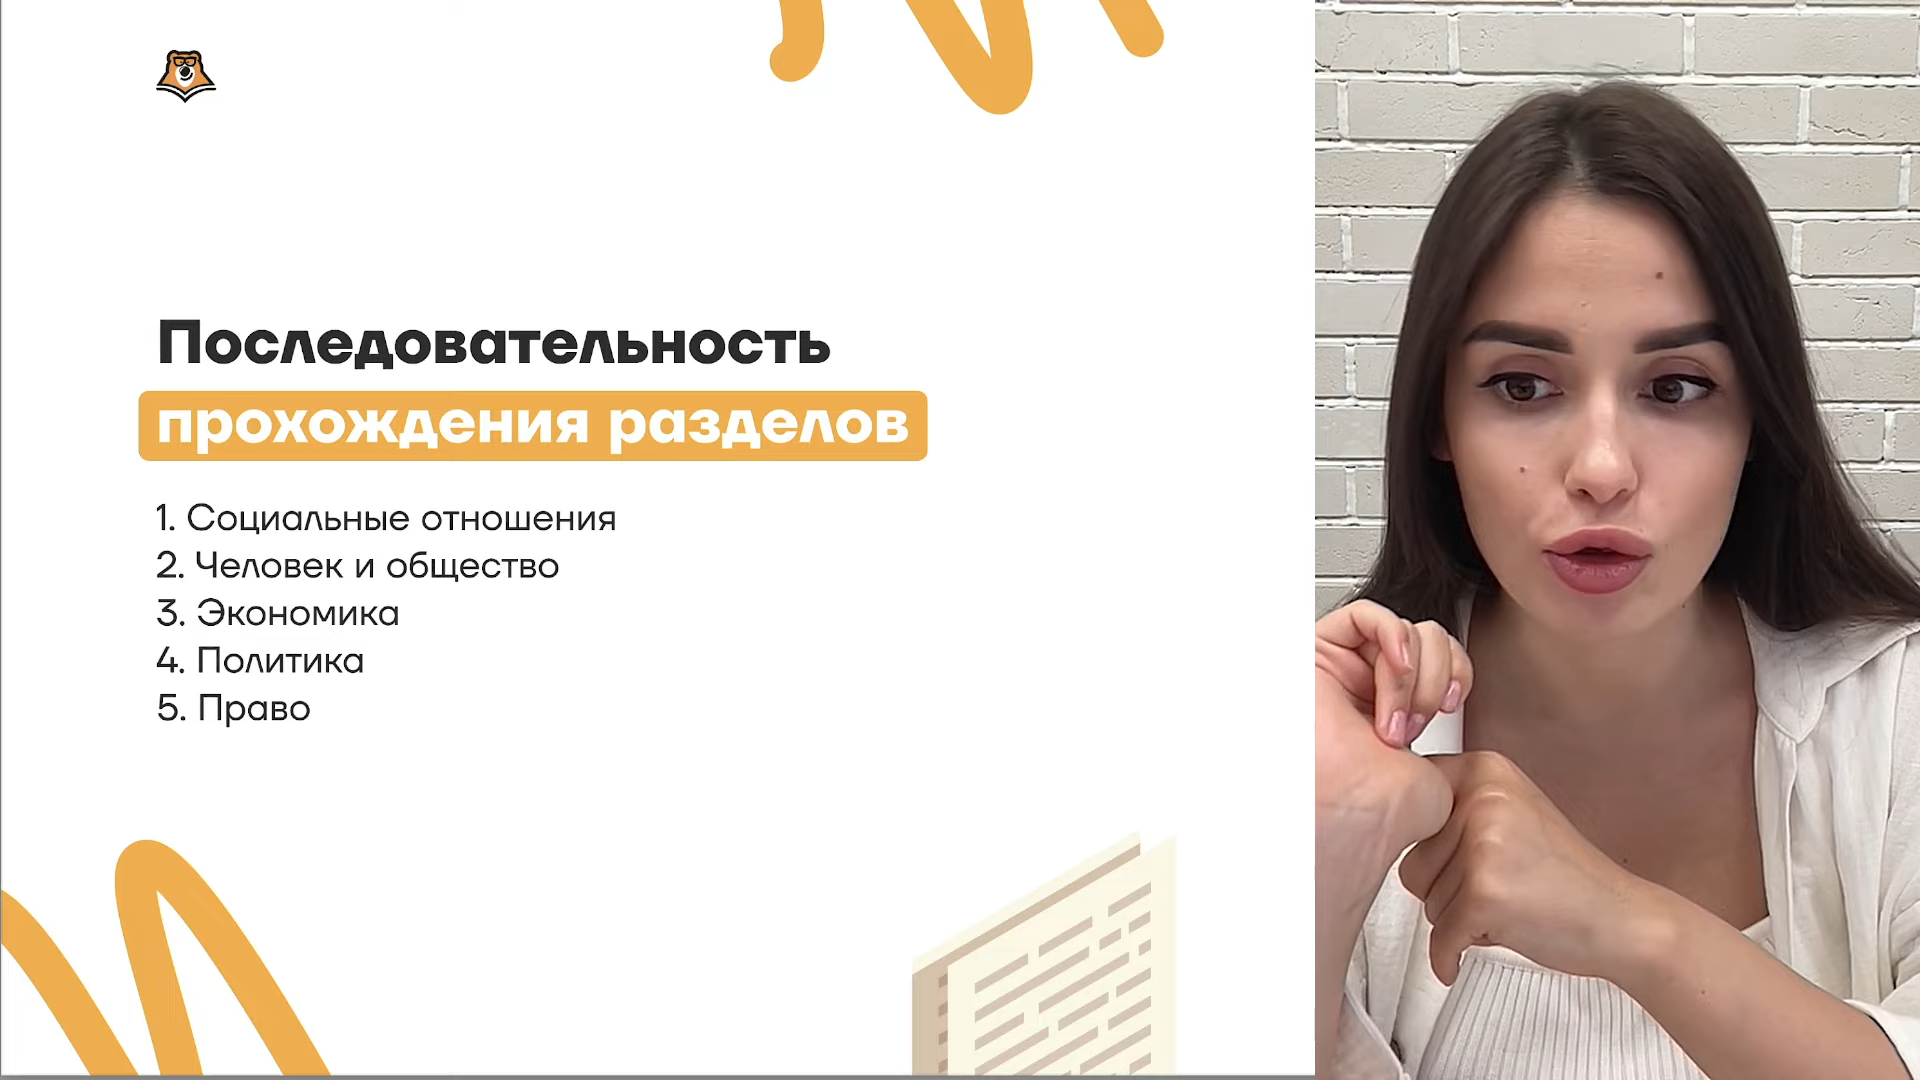 Последовательность
прохождения разделов
1. Социальные отношения
2. Человек и общество
3. Экономика
4. Политика
5. Право